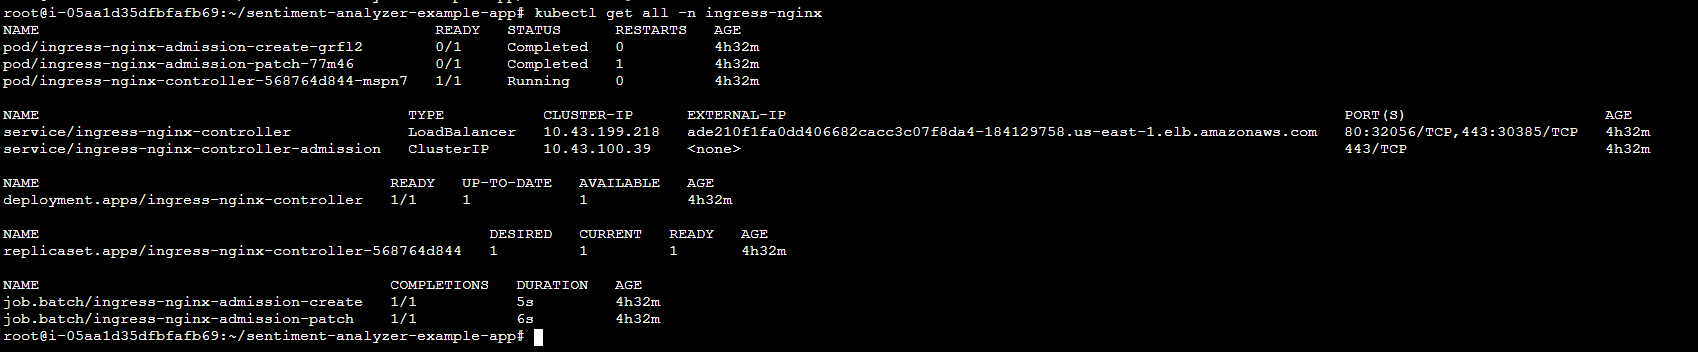 root@i-05aa1d35dfbfafb69:~/sentiment-analyzer-example-app# kubectl get all -n ingress-nginx
NAME READY STATUS RESTARTS AGE
pod/ingress-nginx-admission-create-grfl2 0/1 Completed 0 4h32m
pod/ingress-nginx-admission-patch-77m46 0/1 Completed 1 4h32m
pod/ingress-nginx-controller-568764d844-mspn7 1/1 Running 0 4h32m
NAME TYPE CLUSTER-IP EXTERNAL-IP PORT(S) AGE
service/ingress-nginx-controller LoadBalancer 10.43.199.218 ade210f1fa0dd406682cacc3c07f8da4-184129758.us-east-1.elb.amazonaws.com 80:32056/TCP,443:30385/TCP 4h32m
service/ingress-nginx-controller-admission ClusterIP 10.43.100.39 <none> 443/TCP 4h32m
NAME READY UP-TO-DATE AVAILABLE AGE
deployment.apps/ingress-nginx-controller 1/1 1 1 4h32m
NAME DESIRED CURRENT READY AGE
replicaset.apps/ingress-nginx-controller-568764d844 1 1 1 4h32m
NAME COMPLETIONS DURATION AGE
job.batch/ingress-nginx-admission-create 1/1 5s 4h32m
job.batch/ingress-nginx-admission-patch 1/1 6s 4h32m
root@i-05aa1d35dfbfafb69:~/sentiment-analyzer-example-app#